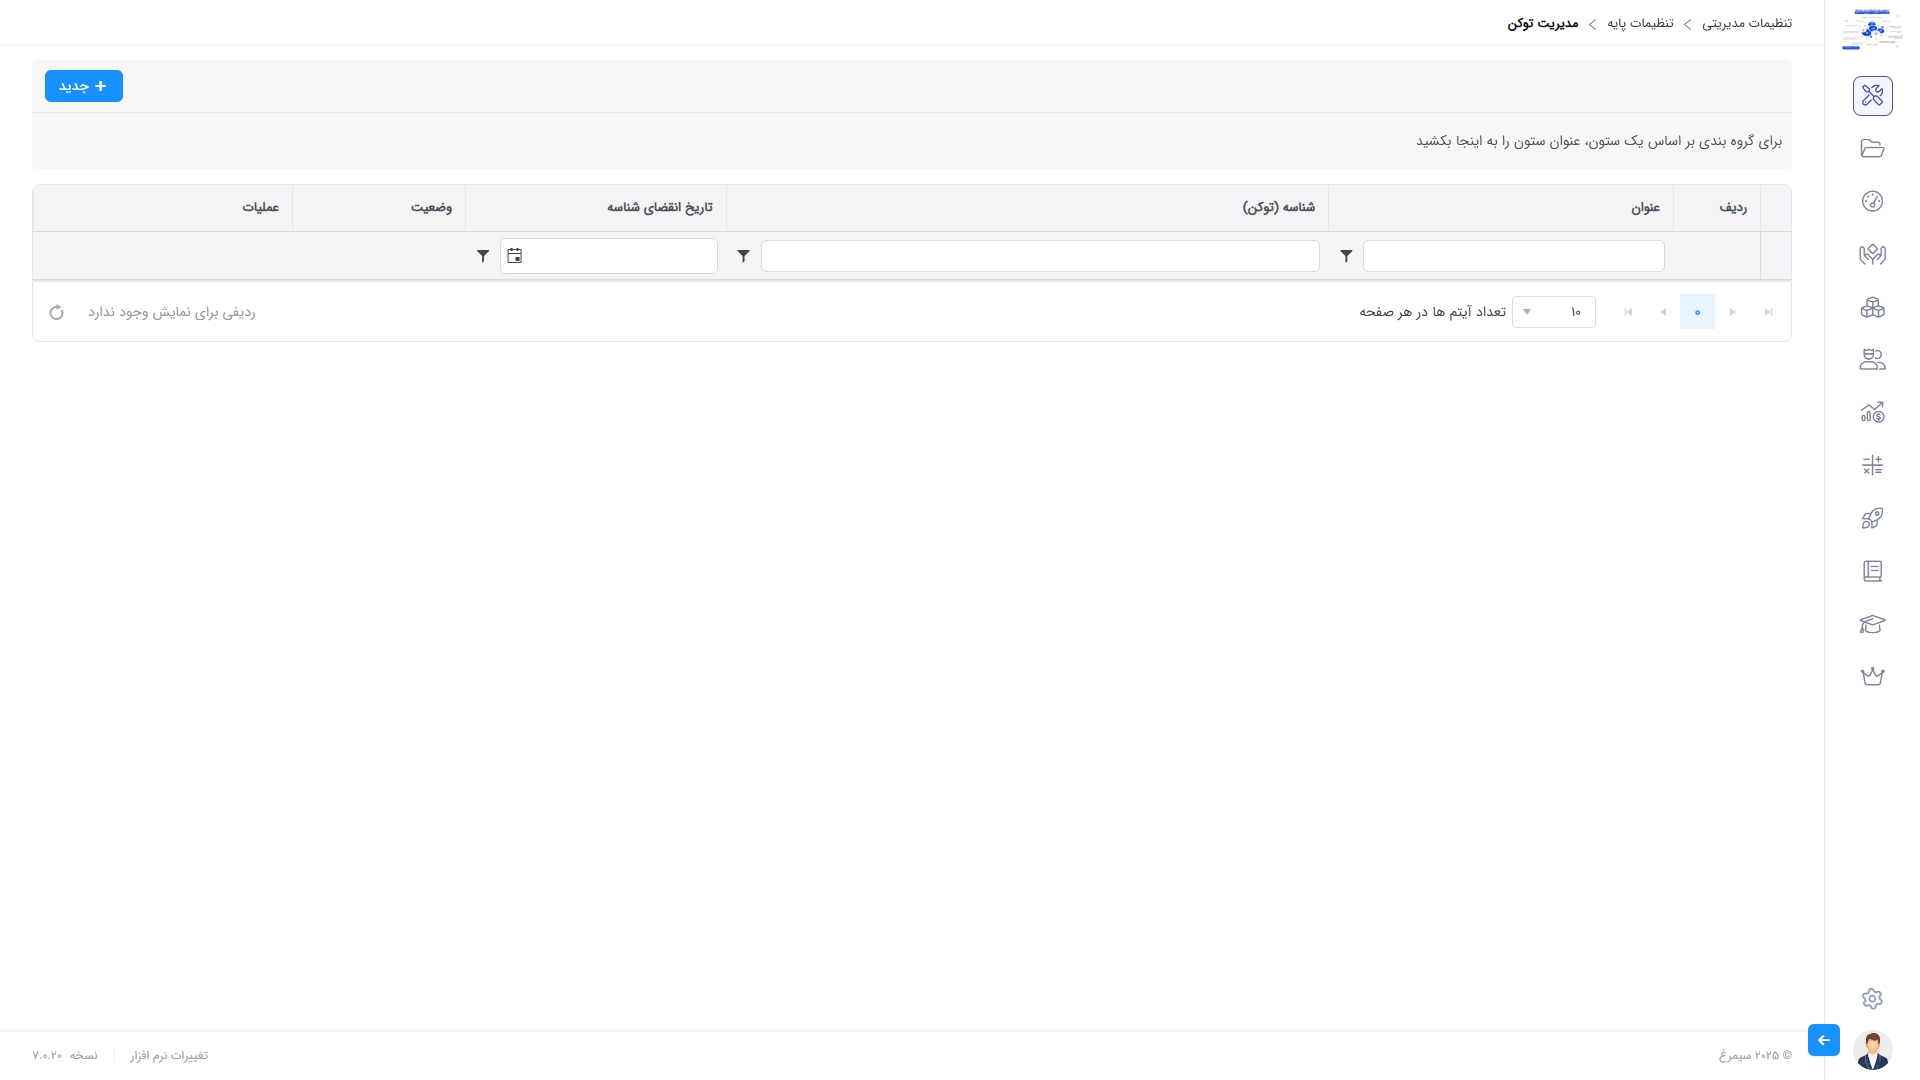 تنظیمات مدیریتی > تنظیمات پایه > مدیریت توکن
+ جدید
برای گروه بندی بر اساس یک ستون، عنوان ستون را به اینجا بکشید
ردیف عنوان شناسه (توکن) تاریخ انقضای شناسه وضعیت عملیات
۰ ۱۰ تعداد آیتم ها در هر صفحه ردیفی برای نمایش وجود ندارد
© ۲۰۲۵ سیمرغ تغییرات نرم افزار نسخه ۷.۰.۲۰